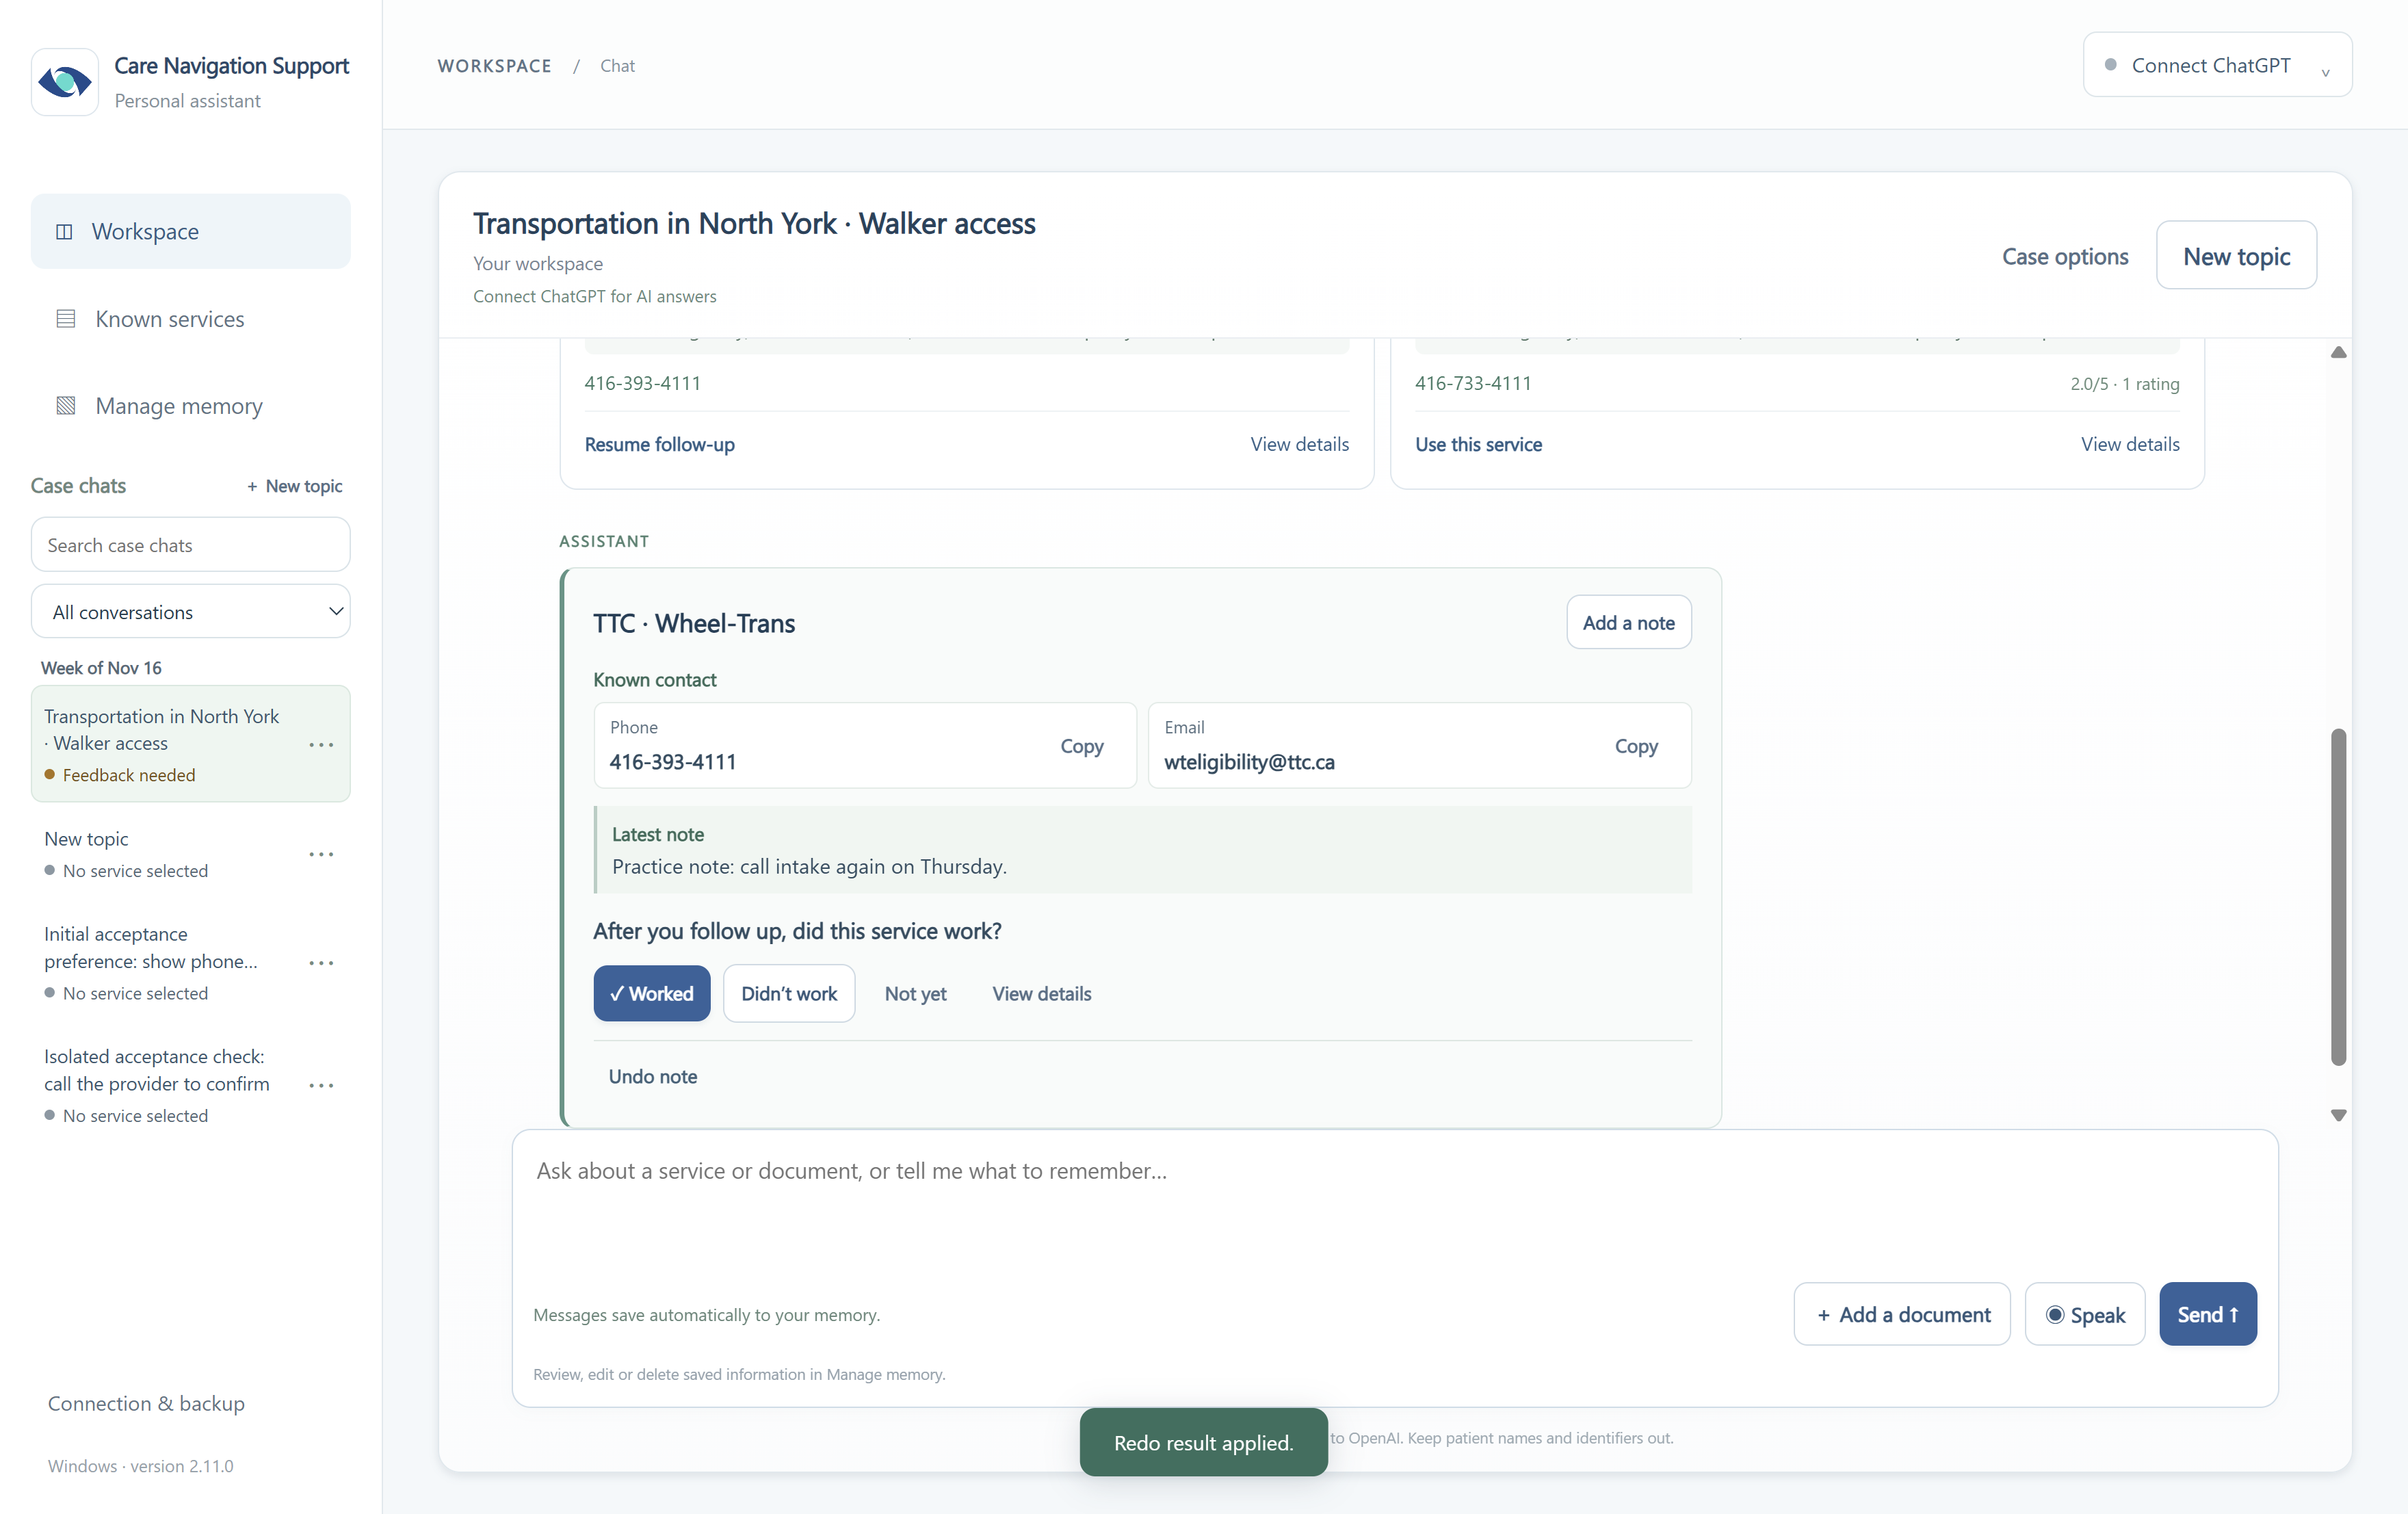 Care Navigation Support
Personal assistant
Workspace
Known services
Manage memory
Case chats
+ New topic
Search case chats
All conversations
Week of Nov 16
Transportation in North York
· Walker access
Feedback needed
New topic
No service selected
Initial acceptance
preference: show phone...
No service selected
Isolated acceptance check:
call the provider to confirm
No service selected
Connection & backup
Windows · version 2.11.0
WORKSPACE / Chat
Connect ChatGPT
Transportation in North York · Walker access
Your workspace
Connect ChatGPT for AI answers
Case options
New topic
416-393-4111
Resume follow-up
View details
416-733-4111
2.0/5 · 1 rating
Use this service
View details
ASSISTANT
TTC · Wheel-Trans
Add a note
Known contact
Phone
416-393-4111
Copy
Email
wteligibility@ttc.ca
Copy
Latest note
Practice note: call intake again on Thursday.
After you follow up, did this service work?
✓ Worked
Didn't work
Not yet
View details
Undo note
Ask about a service or document, or tell me what to remember...
Messages save automatically to your memory.
Review, edit or delete saved information in Manage memory.
+ Add a document
Speak
Send ↑
Redo result applied.
to OpenAI. Keep patient names and identifiers out.